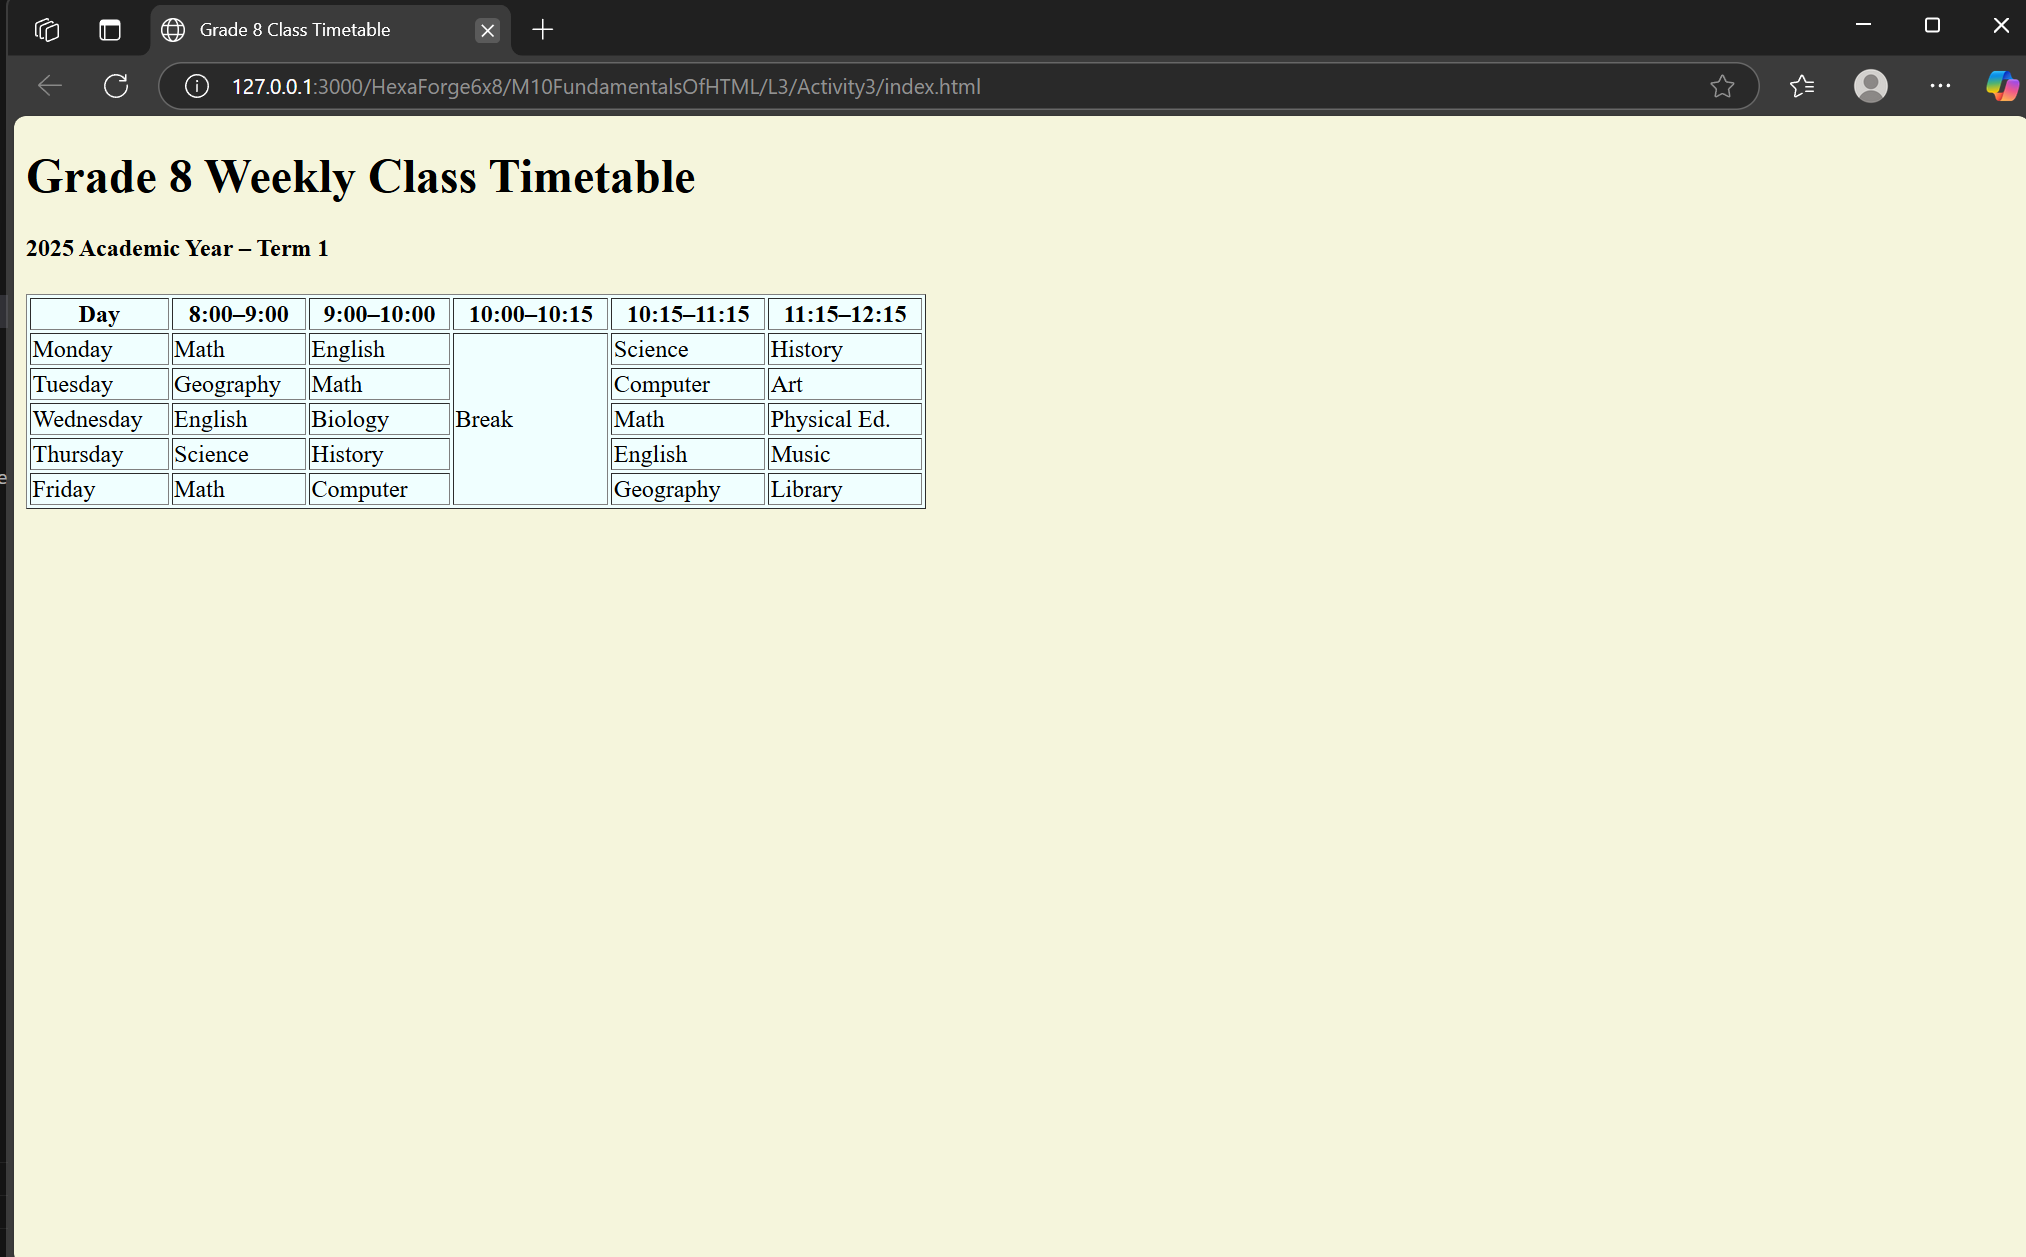 Grade 8 Class Timetable
127.0.0.1:3000/HexaForge6x8/M10FundamentalsOfHTML/L3/Activity3/index.html
Grade 8 Weekly Class Timetable
2025 Academic Year – Term 1
Day 8:00–9:00 9:00–10:00 10:00–10:15 10:15–11:15 11:15–12:15
Monday Math English Science History
Tuesday Geography Math Computer Art
Wednesday English Biology Break Math Physical Ed.
Thursday Science History English Music
Friday Math Computer Geography Library